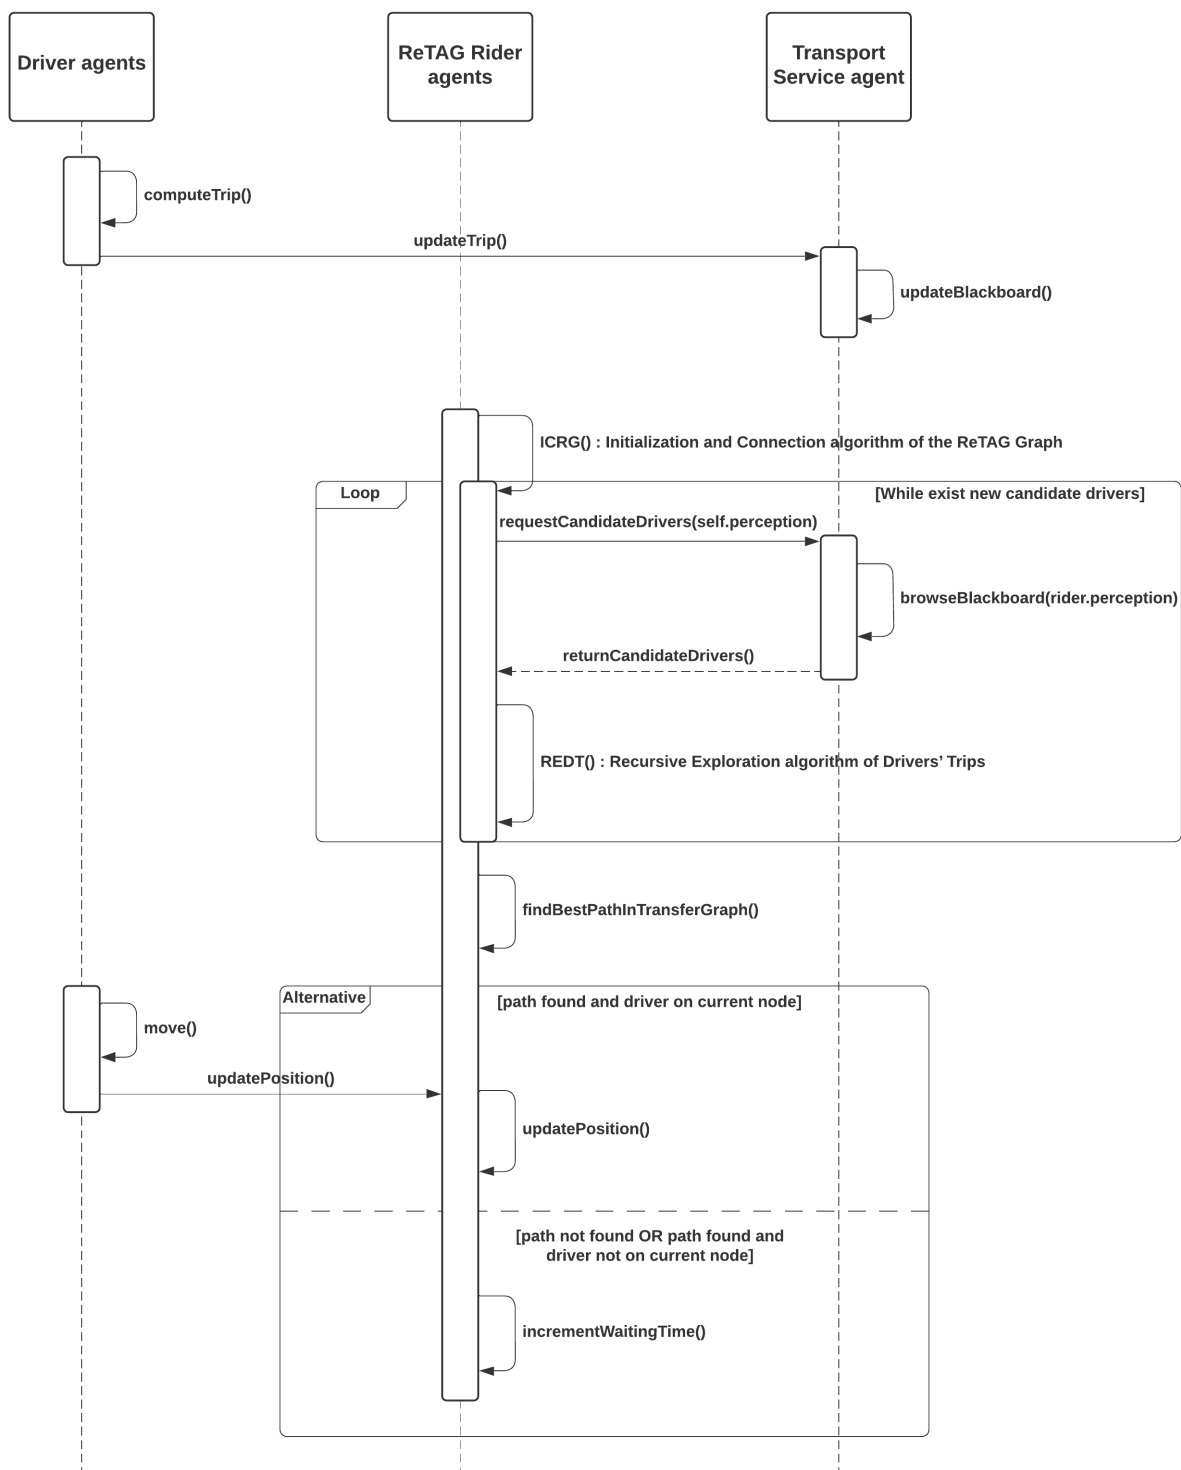 Driver agents
ReTAG Rider
agents
Transport
Service agent
computeTrip()
updateTrip()
updateBlackboard()
ICRG() : Initialization and Connection algorithm of the ReTAG Graph
Loop
[While exist new candidate drivers]
requestCandidateDrivers(self.perception)
browseBlackboard(rider.perception)
returnCandidateDrivers()
REDT() : Recursive Exploration algorithm of Drivers’ Trips
findBestPathInTransferGraph()
Alternative
[path found and driver on current node]
move()
updatePosition()
updatePosition()
[path not found OR path found and
driver not on current node]
incrementWaitingTime()